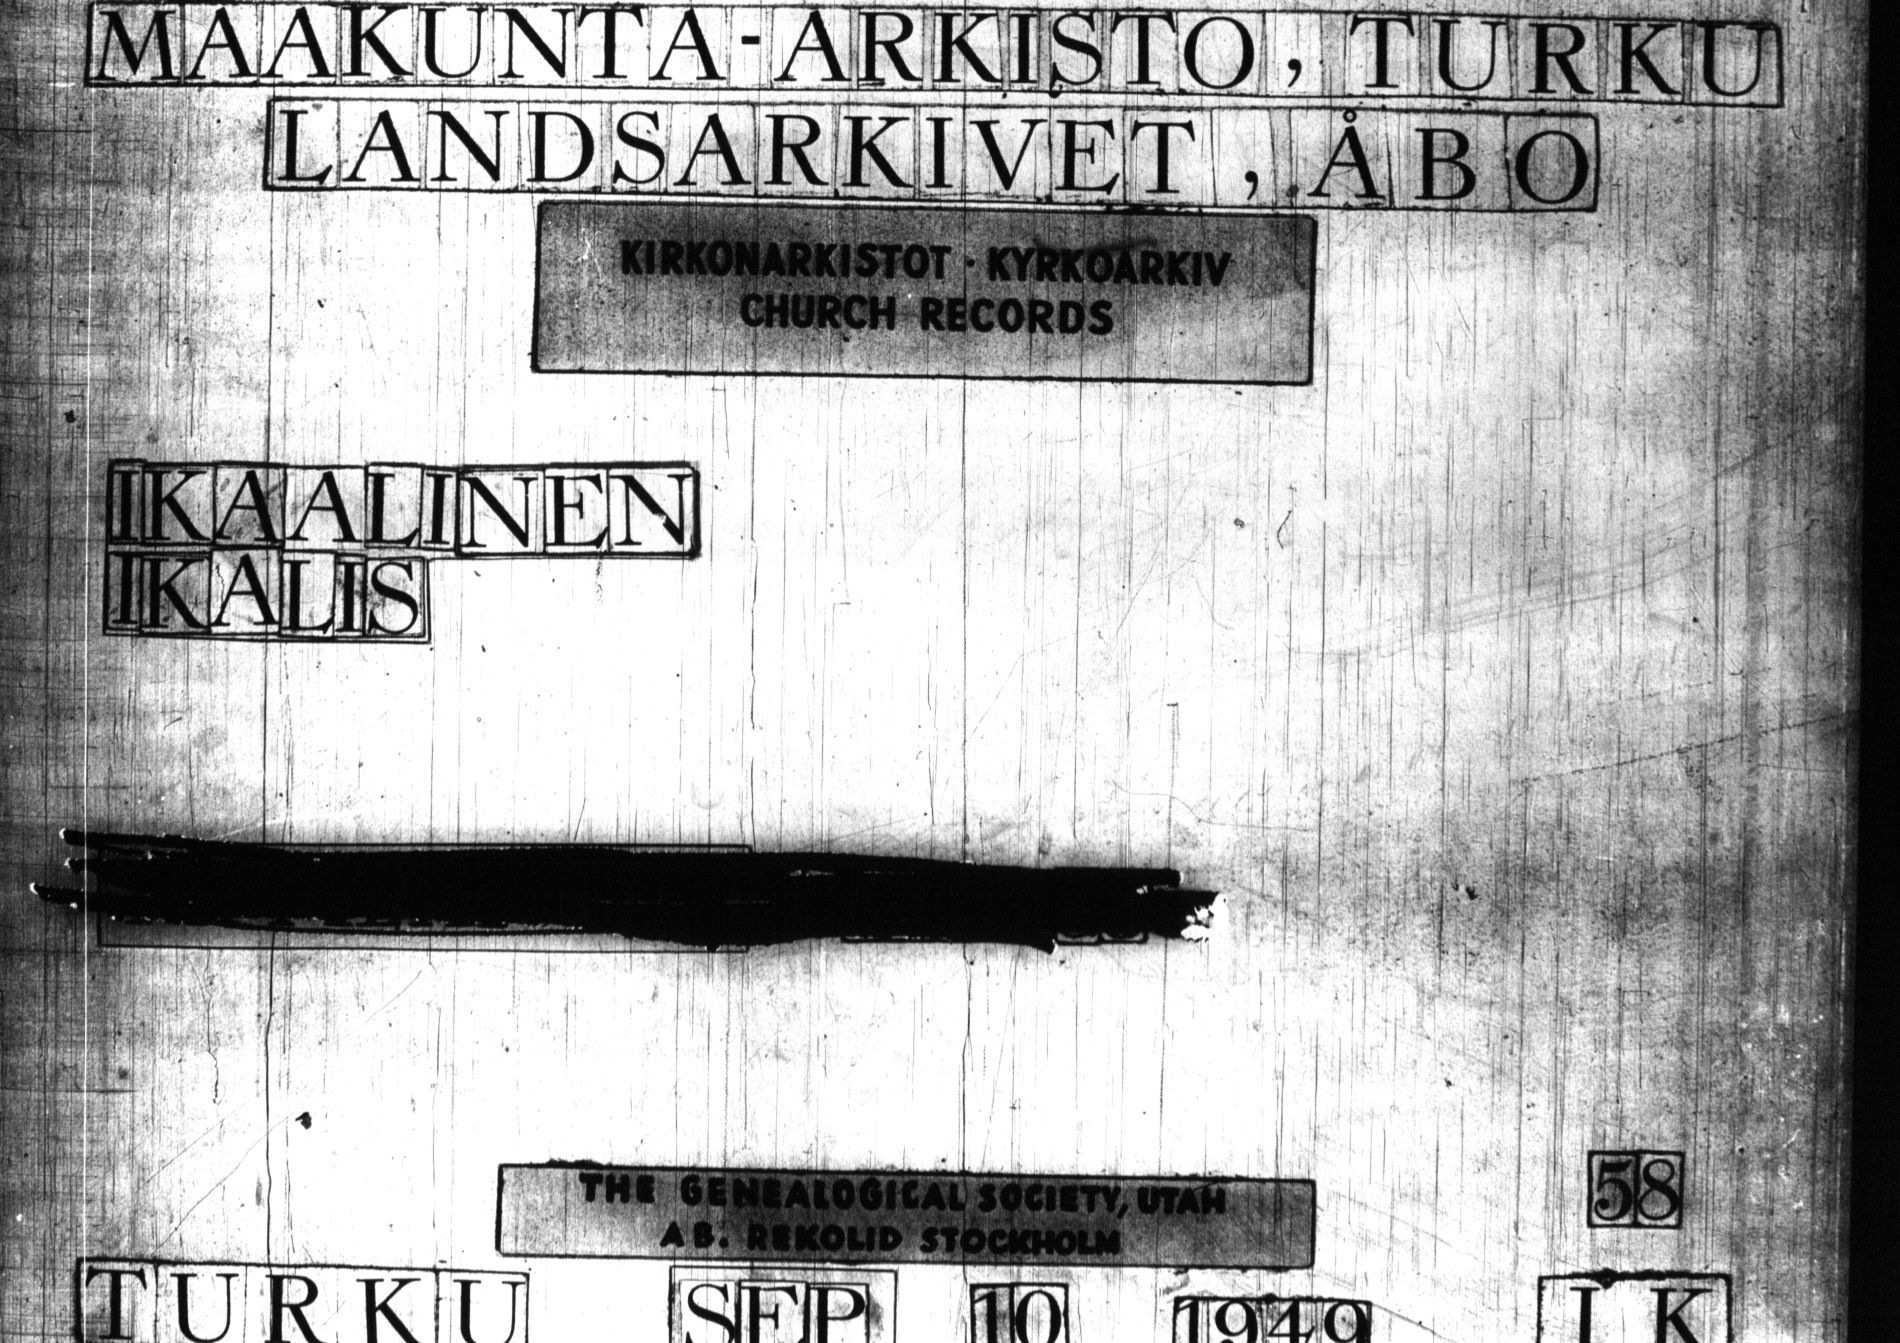 MAAKUNTA-ARKISTO, TURKU
LANDSARKIVET, ÅBO
KIRKONARKISTOT · KYRKOARKIV
CHURCH RECORDS
IKAALINEN
IKALIS
58
THE GENEALOGICAL SOCIETY, UTAH
AB. REKOLID STOCKHOLM
TURKU SEP 10 1949 I K